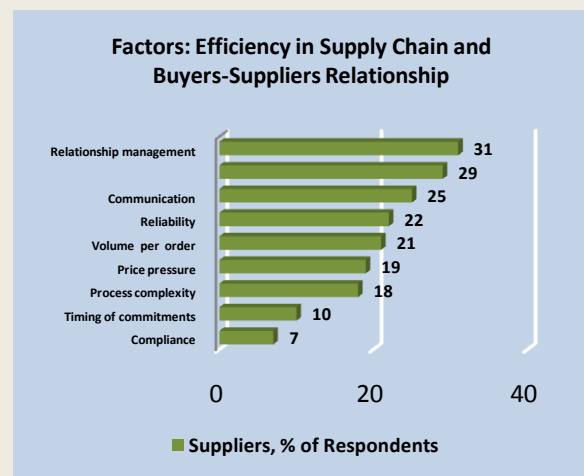 Factors: Efficiency in Supply Chain and
Buyers-Suppliers Relationship
Relationship management 31
29
Communication 25
Reliability 22
Volume per order 21
Price pressure 19
Process complexity 18
Timing of commitments 10
Compliance 7
0 20 40
Suppliers, % of Respondents